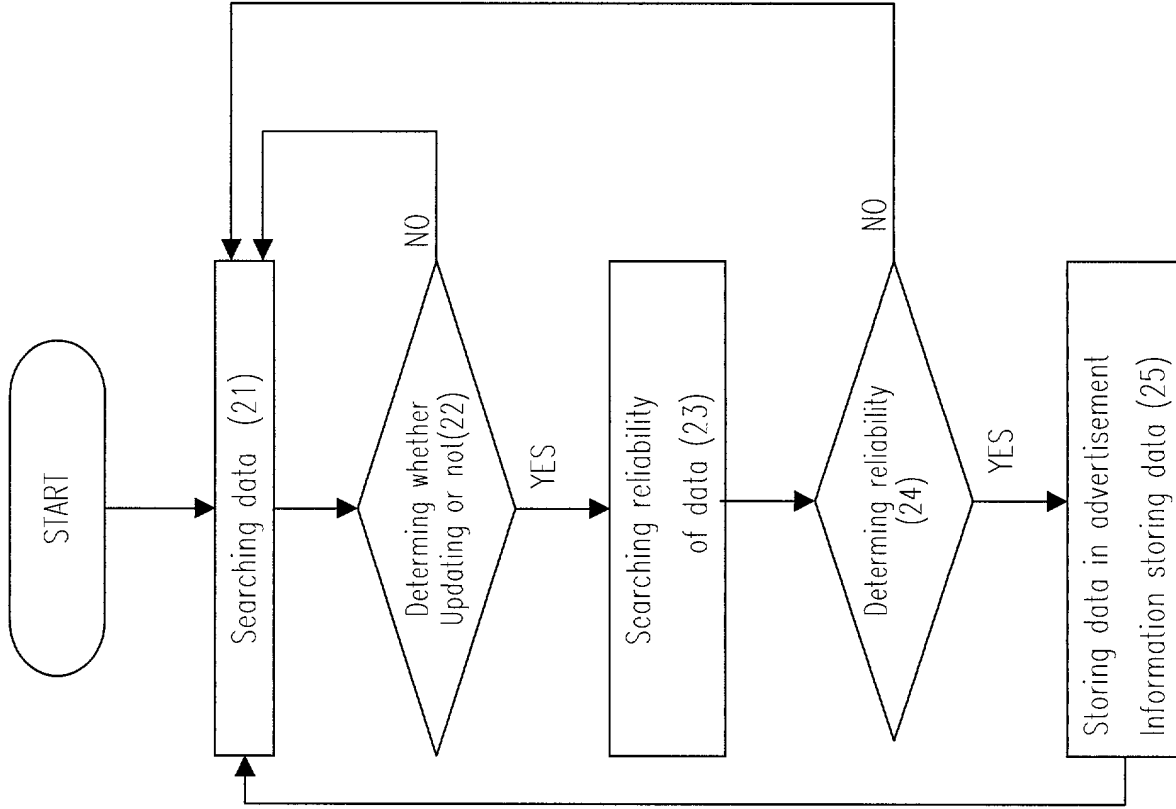 START
Searching data (21)
Determing whether
Updating or not(22)
NO
YES
Searching reliability
of data (23)
Determing reliability
(24)
NO
YES
Storing data in advertisement
Information storing data (25)